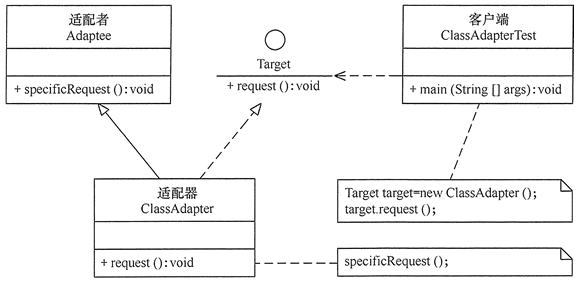 适配者
Adaptee
+ specificRequest ( ): void
Target
+ request ( ): void
客户端
ClassAdapterTest
+ main (String [] args): void
适配器
ClassAdapter
+ request ( ): void
Target target=new ClassAdapter ( );
target.request ( );
specificRequest ( );